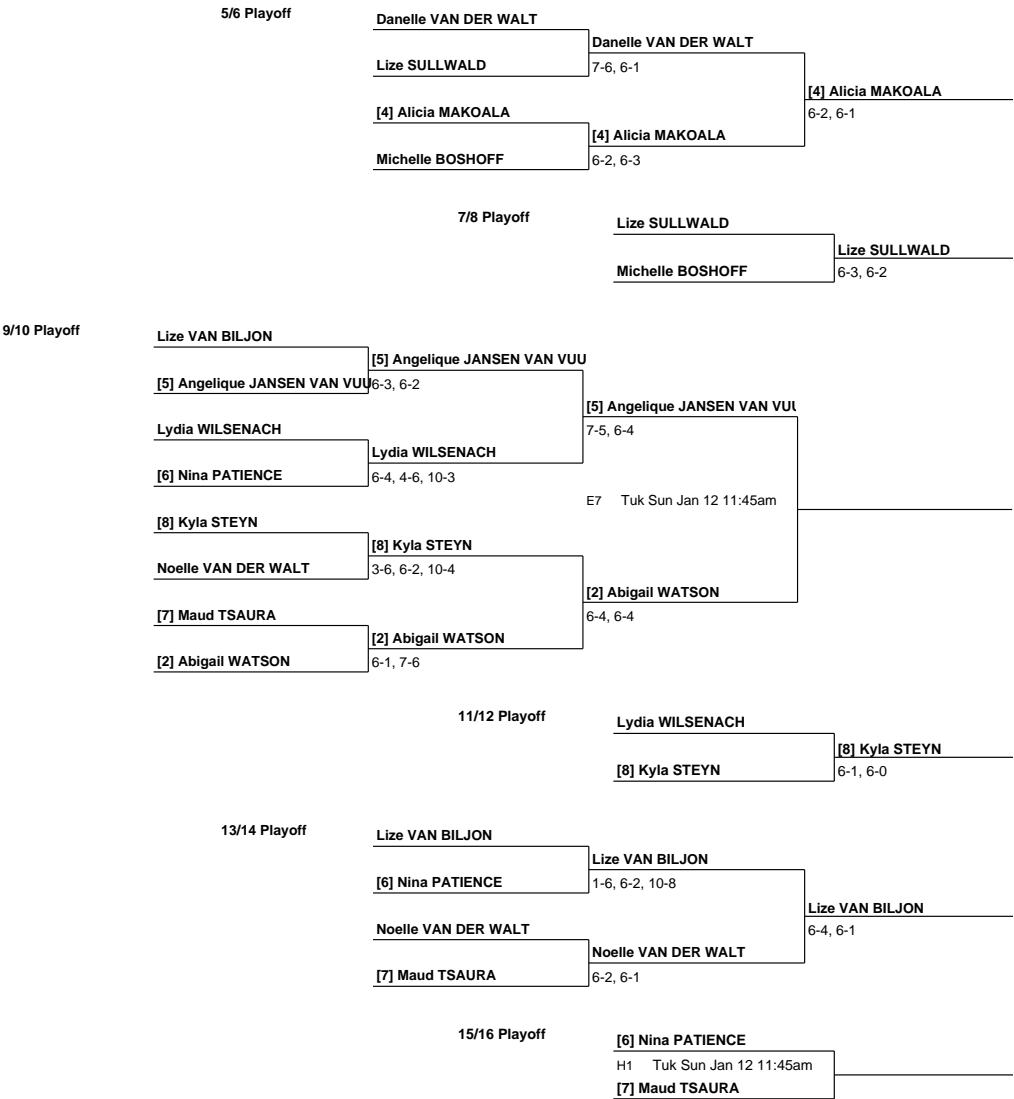 5/6 Playoff
Danelle VAN DER WALT
Danelle VAN DER WALT
Lize SULLWALD
7-6, 6-1
[4] Alicia MAKOALA
[4] Alicia MAKOALA
6-2, 6-1
[4] Alicia MAKOALA
Michelle BOSHOFF
6-2, 6-3
7/8 Playoff
Lize SULLWALD
Lize SULLWALD
Michelle BOSHOFF
6-3, 6-2
9/10 Playoff
Lize VAN BILJON
[5] Angelique JANSEN VAN VUU
[5] Angelique JANSEN VAN VUU
6-3, 6-2
[5] Angelique JANSEN VAN VUU
Lydia WILSENACH
7-5, 6-4
Lydia WILSENACH
[6] Nina PATIENCE
6-4, 4-6, 10-3
E7 Tuk Sun Jan 12 11:45am
[8] Kyla STEYN
[8] Kyla STEYN
Noelle VAN DER WALT
3-6, 6-2, 10-4
[2] Abigail WATSON
[7] Maud TSAURA
6-4, 6-4
[2] Abigail WATSON
[2] Abigail WATSON
6-1, 7-6
11/12 Playoff
Lydia WILSENACH
[8] Kyla STEYN
[8] Kyla STEYN
6-1, 6-0
13/14 Playoff
Lize VAN BILJON
Lize VAN BILJON
[6] Nina PATIENCE
1-6, 6-2, 10-8
Lize VAN BILJON
Noelle VAN DER WALT
6-4, 6-1
Noelle VAN DER WALT
[7] Maud TSAURA
6-2, 6-1
15/16 Playoff
[6] Nina PATIENCE
H1 Tuk Sun Jan 12 11:45am
[7] Maud TSAURA